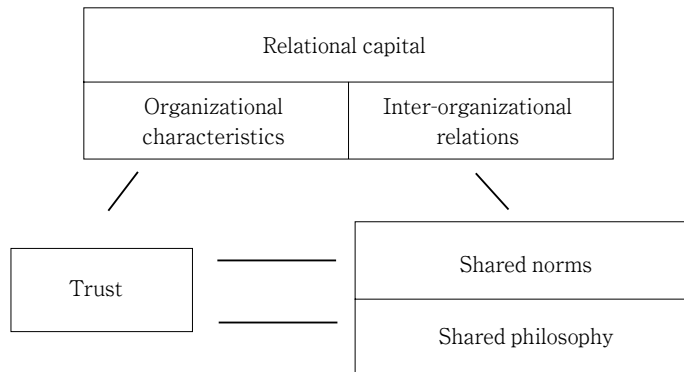 Relational capital
Organizational
characteristics
Inter-organizational
relations
Trust
Shared norms
Shared philosophy